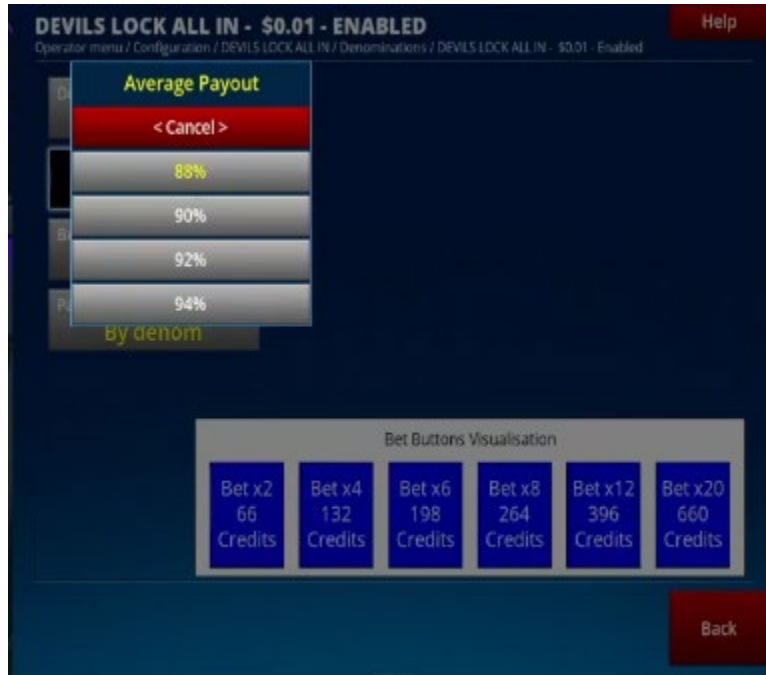 DEVILS LOCK ALL IN - $0.01 - ENABLED
Help
Operator menu / Configuration / DEVILS LOCK ALL IN / Denominations / DEVILS LOCK ALL IN - $0.01 - Enabled
Average Payout
< Cancel >
88%
90%
92%
94%
By denom
Bet Buttons Visualisation
Bet x2
66
Credits
Bet x4
132
Credits
Bet x6
198
Credits
Bet x8
264
Credits
Bet x12
396
Credits
Bet x20
660
Credits
Back